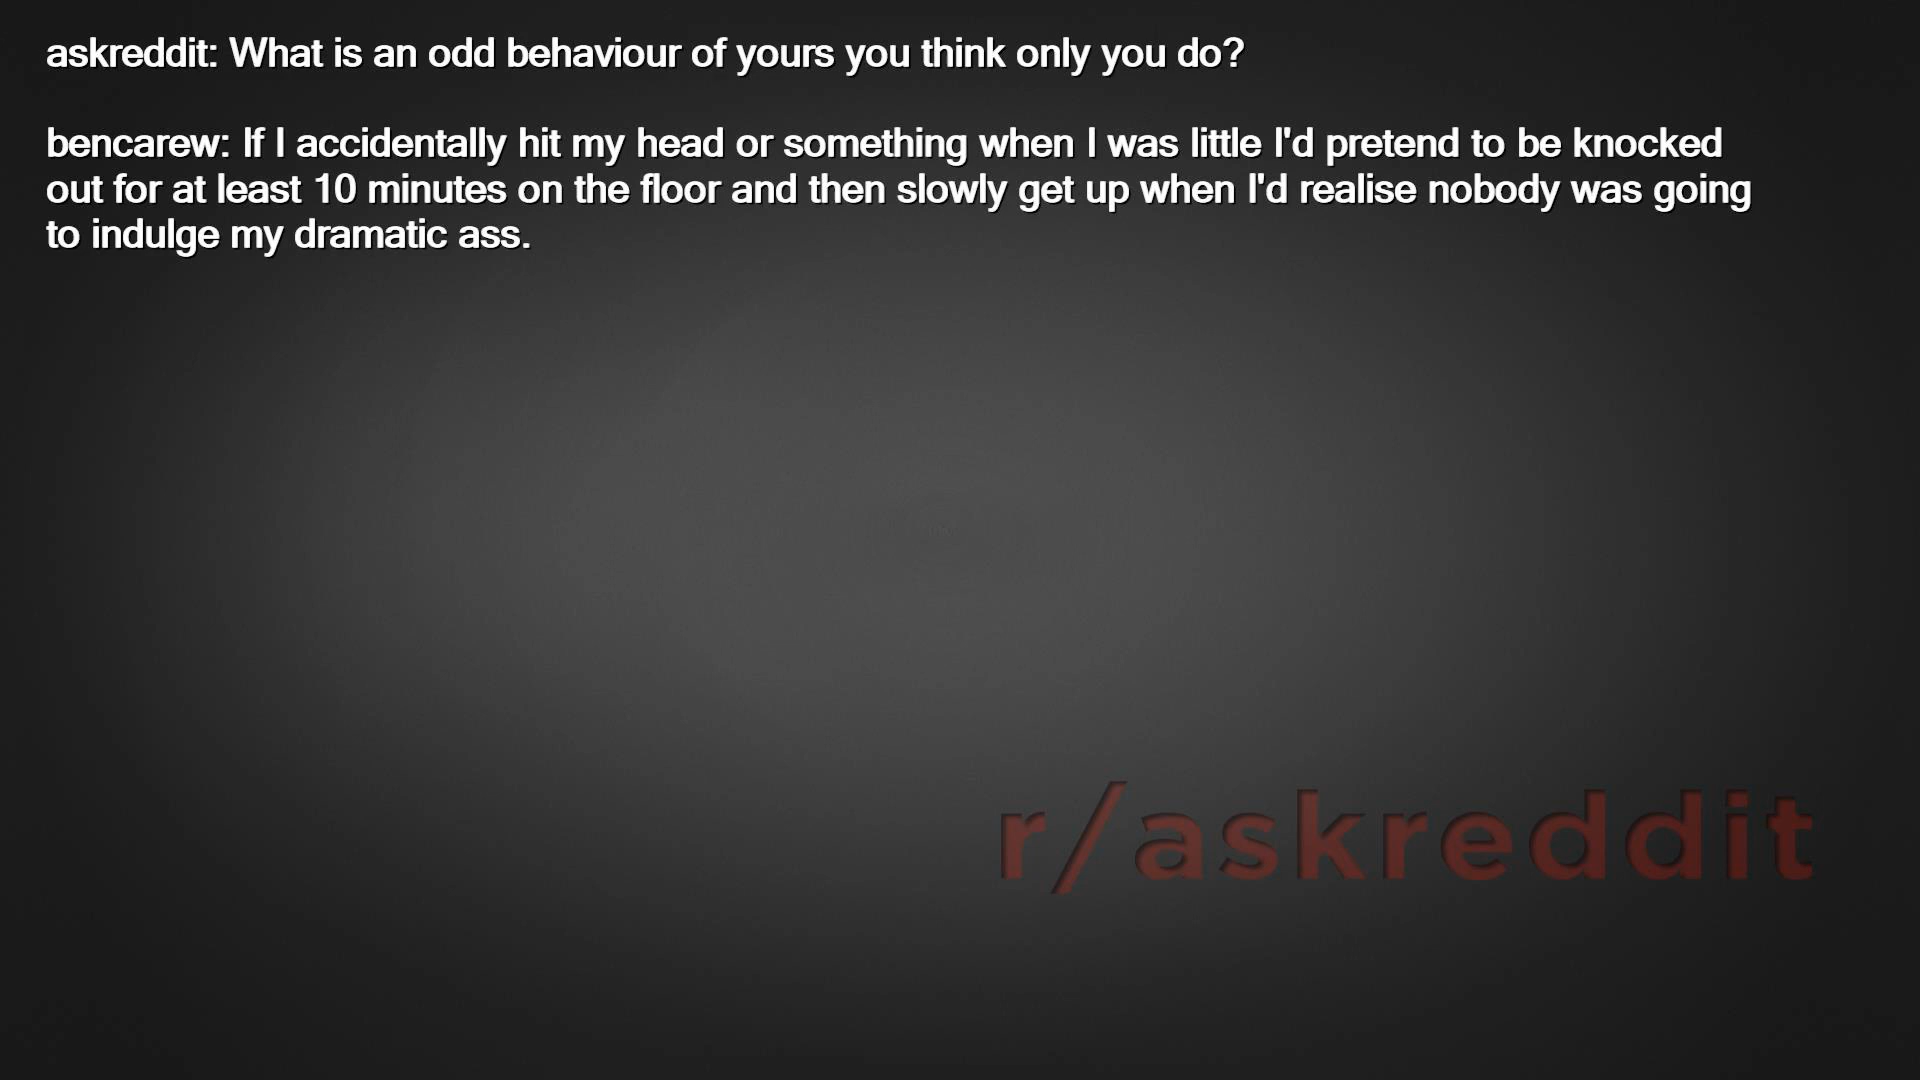 askreddit: What is an odd behaviour of yours you think only you do?
bencarew: If I accidentally hit my head or something when I was little I'd pretend to be knocked
out for at least 10 minutes on the floor and then slowly get up when I'd realise nobody was going
to indulge my dramatic ass.
r/askreddit